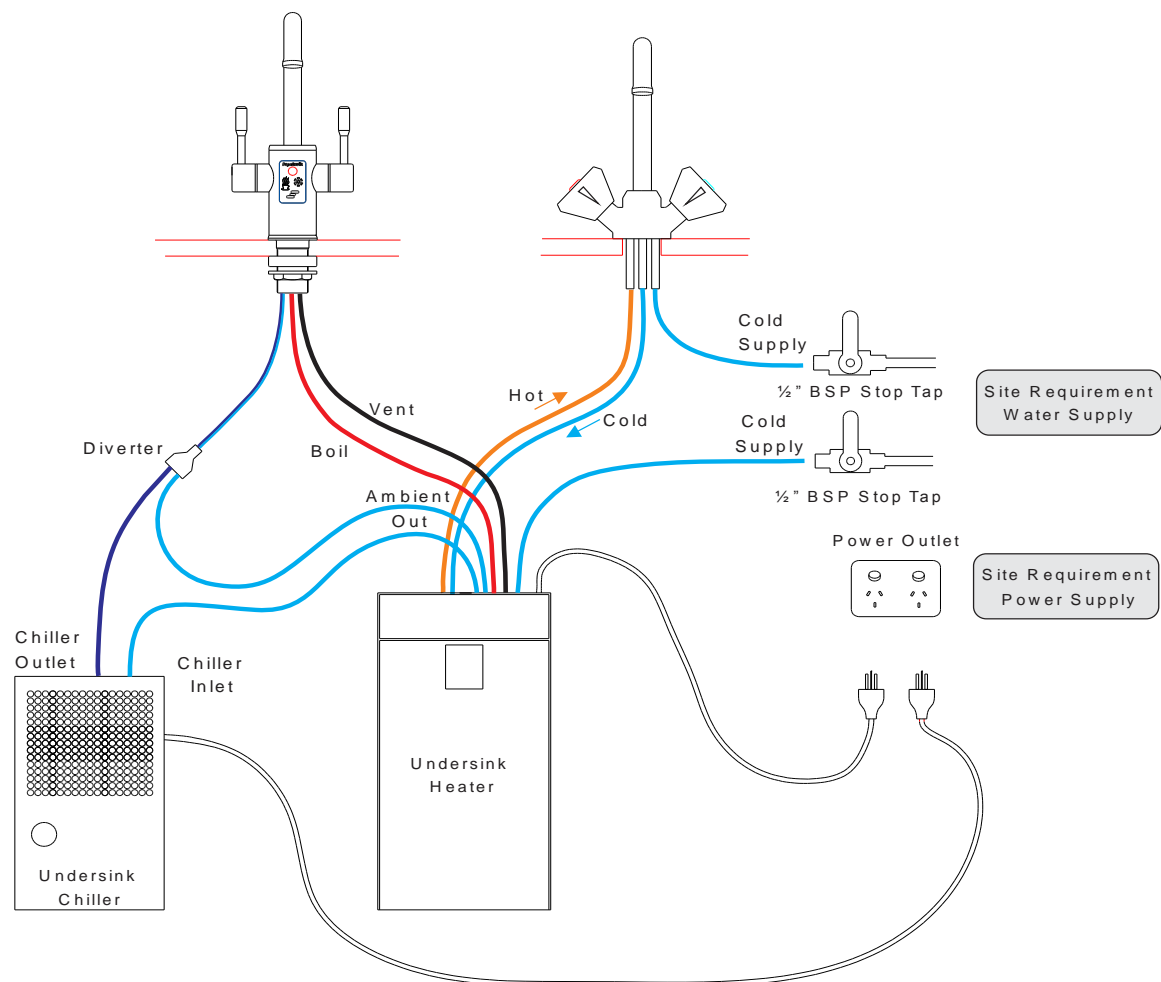 Cold
Supply
½” BSP Stop Tap
Site Requirement
Water Supply
Hot
Vent
Cold
Cold
Supply
Diverter
Boil
½” BSP Stop Tap
Ambient
Out
Power Outlet
Site Requirement
Power Supply
Chiller
Outlet
Chiller
Inlet
Undersink
Heater
Undersink
Chiller